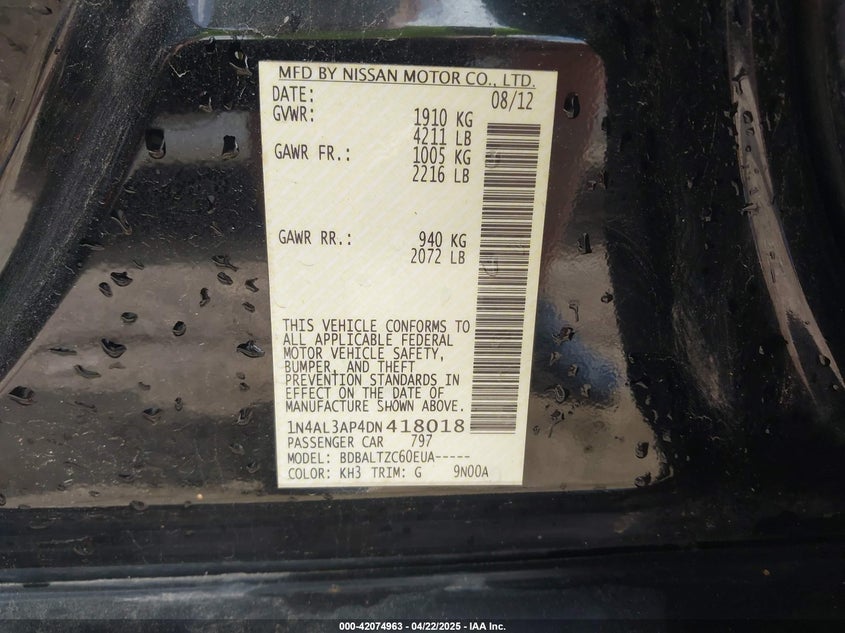 MFD BY NISSAN MOTOR CO., LTD.
DATE: 08/12
GVWR: 1910 KG
4211 LB
GAWR FR.: 1005 KG
2216 LB
GAWR RR.: 940 KG
2072 LB
THIS VEHICLE CONFORMS TO
ALL APPLICABLE FEDERAL
MOTOR VEHICLE SAFETY,
BUMPER, AND THEFT
PREVENTION STANDARDS IN
EFFECT ON THE DATE OF
MANUFACTURE SHOWN ABOVE.
1N4AL3AP4DN418018
PASSENGER CAR 797
MODEL: BDBALTZC60EUA-----
COLOR: KH3 TRIM: G 9N00A
000-42074963 - 04/22/2025 - IAA Inc.